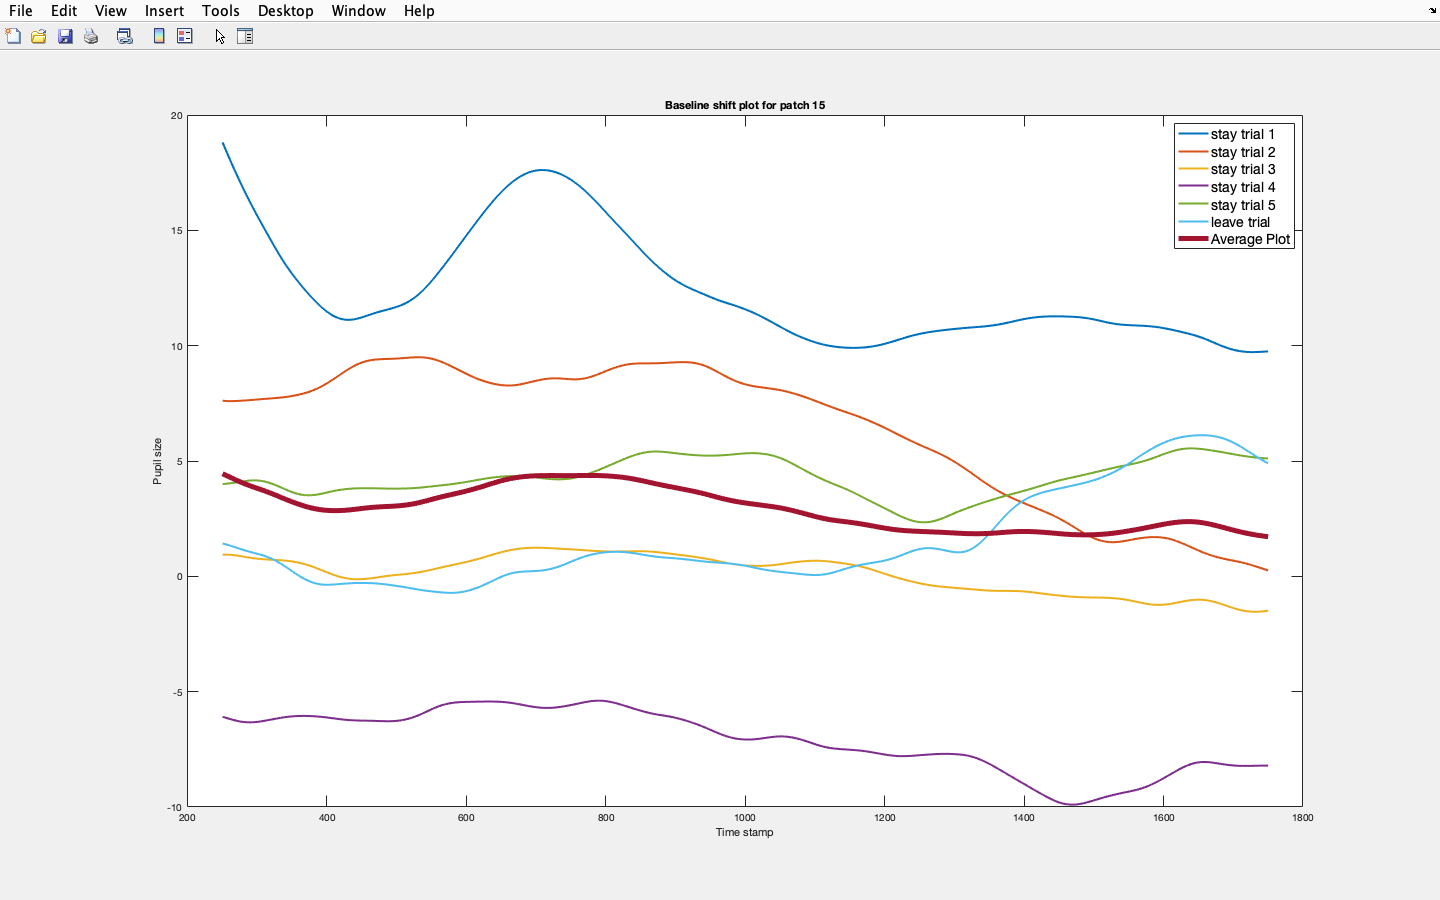 File Edit View Insert Tools Desktop Window Help
Baseline shift plot for patch 15
20
15
10
5
0
-5
-10
Pupil size
stay trial 1
stay trial 2
stay trial 3
stay trial 4
stay trial 5
leave trial
Average Plot
200 400 600 800 1000 1200 1400 1600 1800
Time stamp